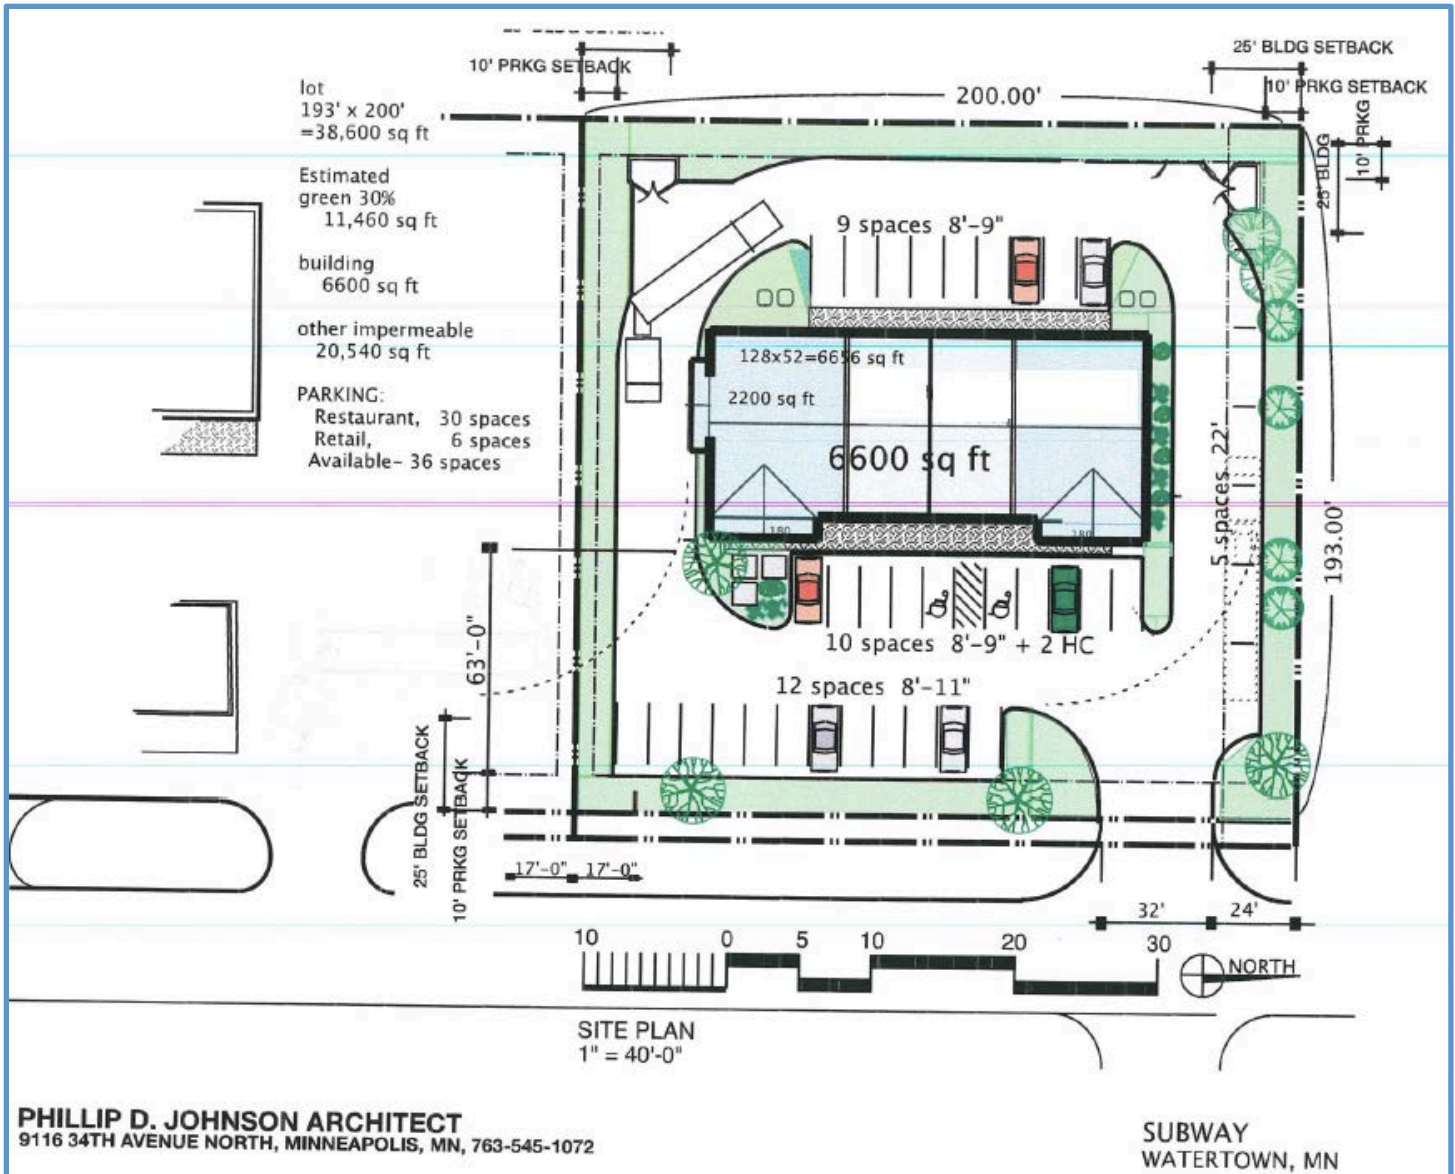 10' PRKG SETBACK
25' BLDG SETBACK
10' PRKG SETBACK
200.00'
25' BLDG
10' PRKG
lot
193' x 200'
=38,600 sq ft
Estimated
green 30%
11,460 sq ft
building
6600 sq ft
other impermeable
20,540 sq ft
PARKING:
Restaurant, 30 spaces
Retail, 6 spaces
Available- 36 spaces
9 spaces 8'-9"
128x52=6656 sq ft
2200 sq ft
6600 sq ft
180
180
5 spaces 22'
193.00'
10 spaces 8'-9" + 2 HC
12 spaces 8'-11"
63'-0"
25' BLDG SETBACK
10' PRKG SETBACK
17'-0" 17'-0"
32' 24'
10 0 5 10 20 30
NORTH
SITE PLAN
1" = 40'-0"
PHILLIP D. JOHNSON ARCHITECT
9116 34TH AVENUE NORTH, MINNEAPOLIS, MN, 763-545-1072
SUBWAY
WATERTOWN, MN